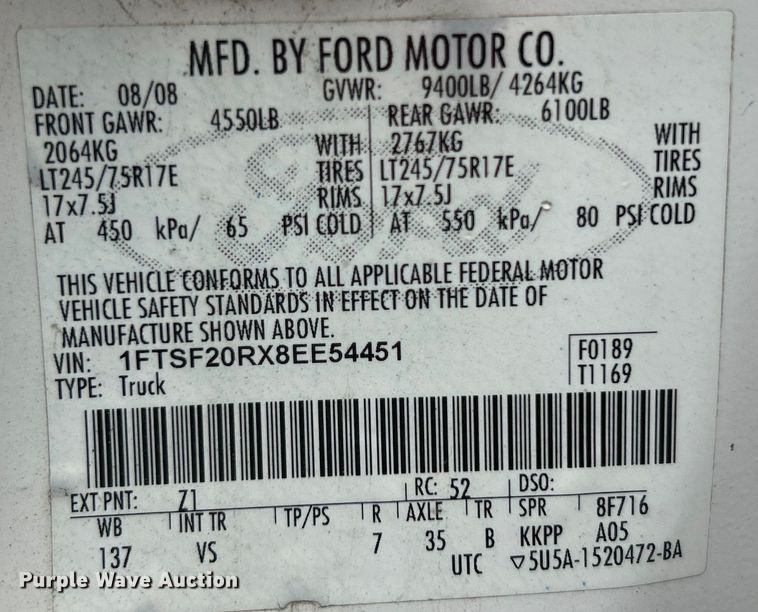 MFD. BY FORD MOTOR CO.
DATE: 08/08 GVWR: 9400LB/ 4264KG
FRONT GAWR: 4550LB REAR GAWR: 6100LB
2064KG WITH 2767KG WITH
LT245/75R17E TIRES LT245/75R17E TIRES
17x7.5J RIMS 17x7.5J RIMS
AT 450 kPa/ 65 PSI COLD AT 550 kPa/ 80 PSI COLD
Ford
THIS VEHICLE CONFORMS TO ALL APPLICABLE FEDERAL MOTOR
VEHICLE SAFETY STANDARDS IN EFFECT ON THE DATE OF
MANUFACTURE SHOWN ABOVE.
VIN: 1FTSF20RX8EE54451 F0189
TYPE: Truck T1169
EXT PNT: Z1 RC: 52 DSO:
WB INT TR TP/PS R AXLE TR SPR 8F716
137 VS 7 35 B KKPP A05
UTC ▽5U5A-1520472-BA
Purple Wave Auction